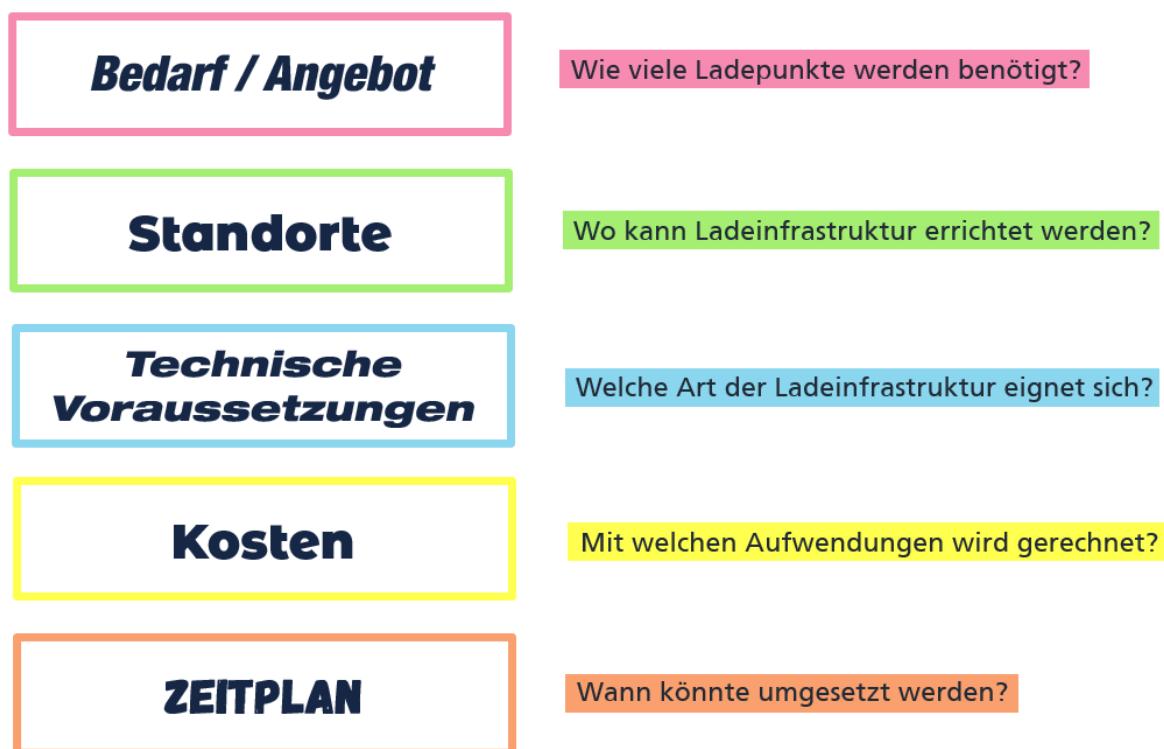 Bedarf / Angebot
Wie viele Ladepunkte werden benötigt?
Standorte
Wo kann Ladeinfrastruktur errichtet werden?
Technische
Voraussetzungen
Welche Art der Ladeinfrastruktur eignet sich?
Kosten
Mit welchen Aufwendungen wird gerechnet?
ZEITPLAN
Wann könnte umgesetzt werden?